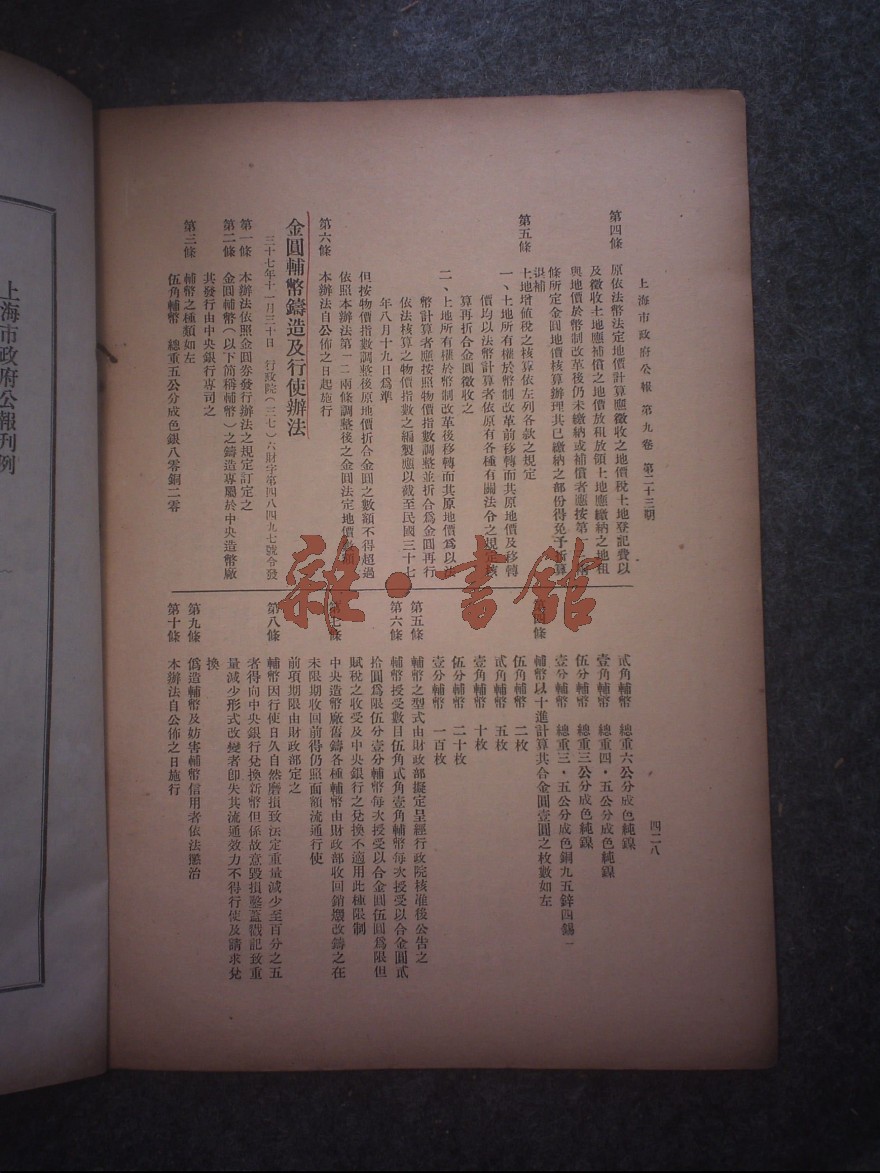 上海市政府公報　第九卷　第二十三期
四二八
第四條　原依法幣法定地價計算應徵收之地價稅土地登記費以
及徵收土地應補償之地價放租放領土地應繳納之地租
與地價於幣制改革後仍未繳納或補償者應按第
條所定金圓地價核算辦理其已繳納之部份得免予折算
退補
第五條　土地增值稅之核算依左列各款之規定
一、土地所有權於幣制改革前移轉而其原地價及移轉
價均以法幣計算者依原有各種有關法令之規定核
算再折合金圓徵收之
二、土地所有權於幣制改革後移轉而其原地價為以法
幣計算者應按照物價指數調整並折合為金圓再行
依法核算之物價指數之編製應以截至民國三十七
年八月十九日為準
但按物價指數調整後原地價折合金圓之數額不得超過
依照本辦法第一二兩條調整後之金圓法定地價數額
第六條　本辦法自公佈之日起施行
金圓輔幣鑄造及行使辦法
三十七年十一月三十日　行政院（三七）六財字第四八四九七號令發
第一條　本辦法依照金圓券發行辦法之規定訂定之
第二條　金圓輔幣（以下簡稱輔幣）之鑄造專屬於中央造幣廠
其發行由中央銀行專司之
第三條　輔幣之種類如左
伍角輔幣　總重五公分成色銀八零銅二零
貳角輔幣　總重六公分成色純鎳
壹角輔幣　總重四．五公分成色純鎳
伍分輔幣　總重三公分成色純鎳
壹分輔幣　總重三．五公分成色銅九五鋅四錫一
第四條　輔幣以十進計算其合金圓壹圓之枚數如左
伍角輔幣　二枚
貳角輔幣　五枚
壹角輔幣　十枚
伍分輔幣　二十枚
壹分輔幣　一百枚
第五條　輔幣之型式由財政部擬定呈經行政院核准後公告之
第六條　輔幣授受數目伍角貳角壹角輔幣每次授受以合金圓貳
拾圓為限伍分壹分輔幣每次授受以合金圓伍圓為限但
賦稅之收受及中央銀行之兌換不適用此種限制
第七條　中央造幣廠舊鑄各種輔幣由財政部收回銷燬改鑄之在
未限期收回前得仍照面額流通行使
前項期限由財政部定之
第八條　輔幣因行使日久自然磨損致法定重量減少至百分之五
者得向中央銀行兌換新幣但係故意毀損鏨蓋戳記致重
量減少形式改變者卽失其流通效力不得行使及請求兌
換
第九條　偽造輔幣及妨害輔幣信用者依法懲治
第十條　本辦法自公佈之日施行
上海市政府公報刊例
雜·書館